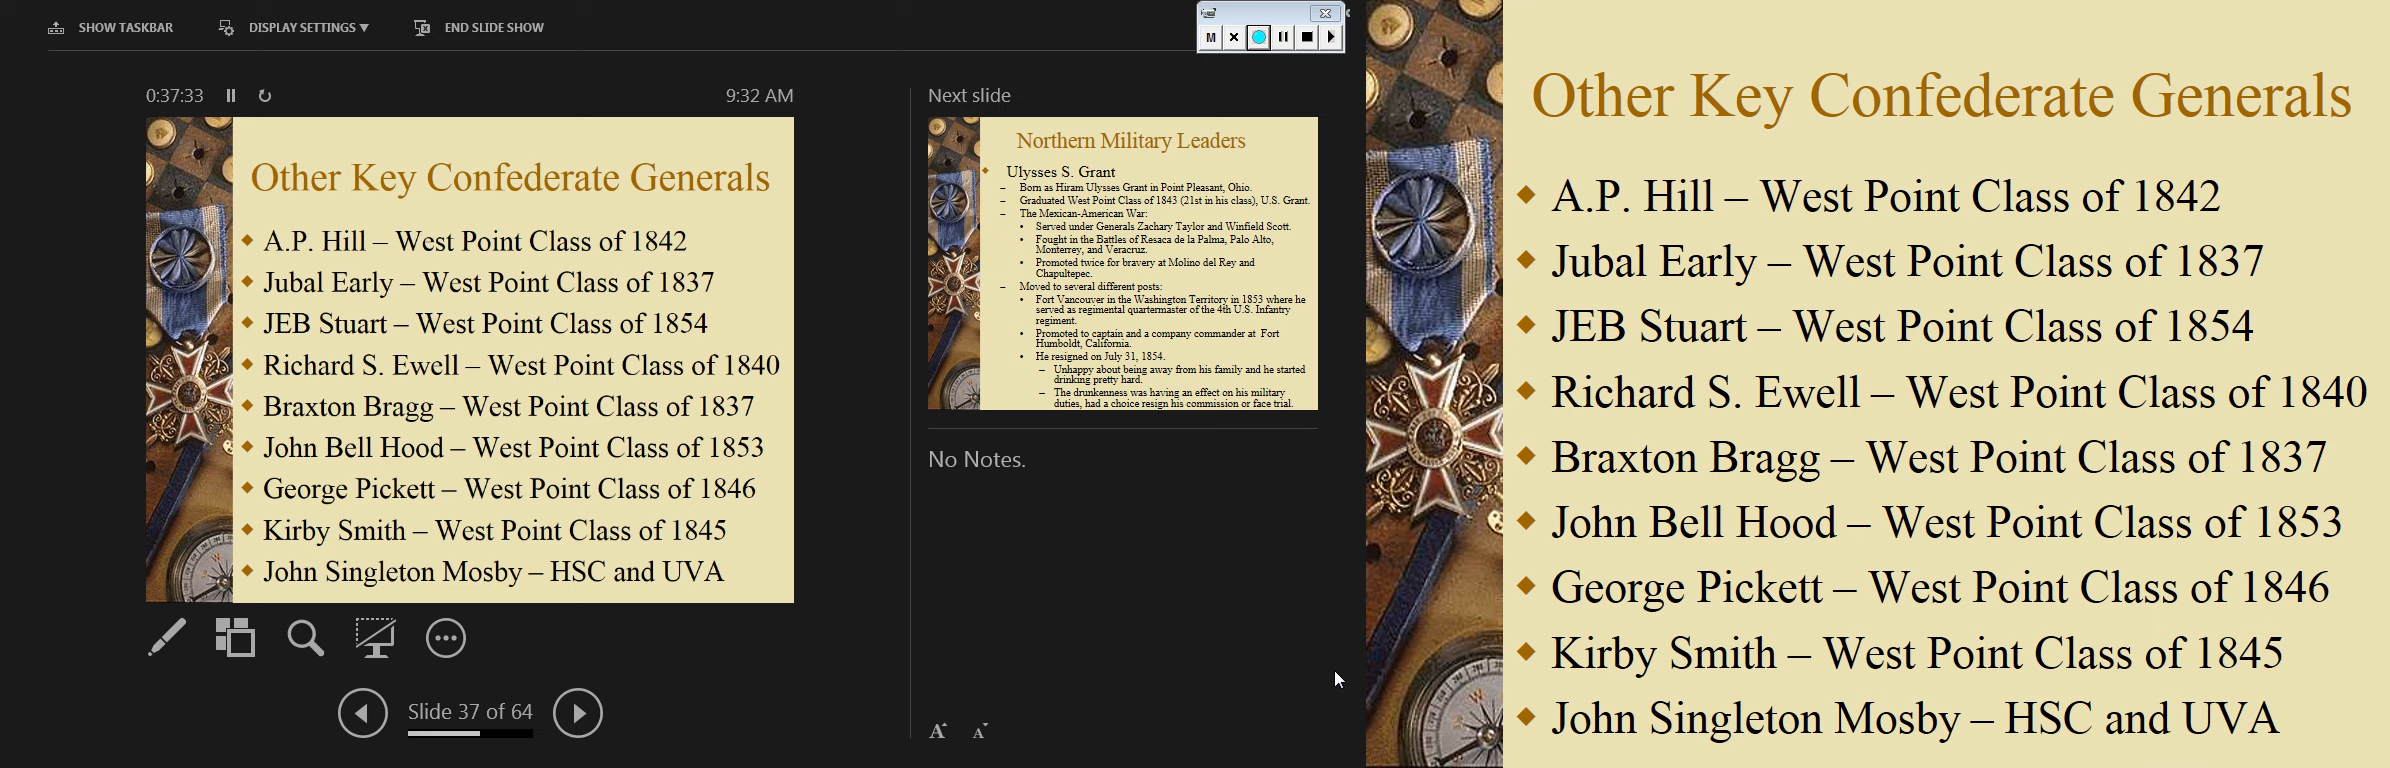 SHOW TASKBAR
DISPLAY SETTINGS ▼
END SLIDE SHOW
M
0:37:33
9:32 AM
Other Key Confederate Generals
A.P. Hill – West Point Class of 1842
Jubal Early – West Point Class of 1837
JEB Stuart – West Point Class of 1854
Richard S. Ewell – West Point Class of 1840
Braxton Bragg – West Point Class of 1837
John Bell Hood – West Point Class of 1853
George Pickett – West Point Class of 1846
Kirby Smith – West Point Class of 1845
John Singleton Mosby – HSC and UVA
Slide 37 of 64
Next slide
Northern Military Leaders
Ulysses S. Grant
– Born as Hiram Ulysses Grant in Point Pleasant, Ohio.
– Graduated West Point Class of 1843 (21st in his class), U.S. Grant.
– The Mexican-American War:
• Served under Generals Zachary Taylor and Winfield Scott.
• Fought in the Battles of Resaca de la Palma, Palo Alto,
Monterrey, and Veracruz.
• Promoted twice for bravery at Molino del Rey and
Chapultepec.
– Moved to several different posts:
• Fort Vancouver in the Washington Territory in 1853 where he
served as regimental quartermaster of the 4th U.S. Infantry
regiment.
• Promoted to captain and a company commander at Fort
Humboldt, California.
• He resigned on July 31, 1854.
– Unhappy about being away from his family and he started
drinking pretty hard.
– The drunkenness was having an effect on his military
duties, had a choice resign his commission or face trial.
No Notes.
A A
Other Key Confederate Generals
A.P. Hill – West Point Class of 1842
Jubal Early – West Point Class of 1837
JEB Stuart – West Point Class of 1854
Richard S. Ewell – West Point Class of 1840
Braxton Bragg – West Point Class of 1837
John Bell Hood – West Point Class of 1853
George Pickett – West Point Class of 1846
Kirby Smith – West Point Class of 1845
John Singleton Mosby – HSC and UVA